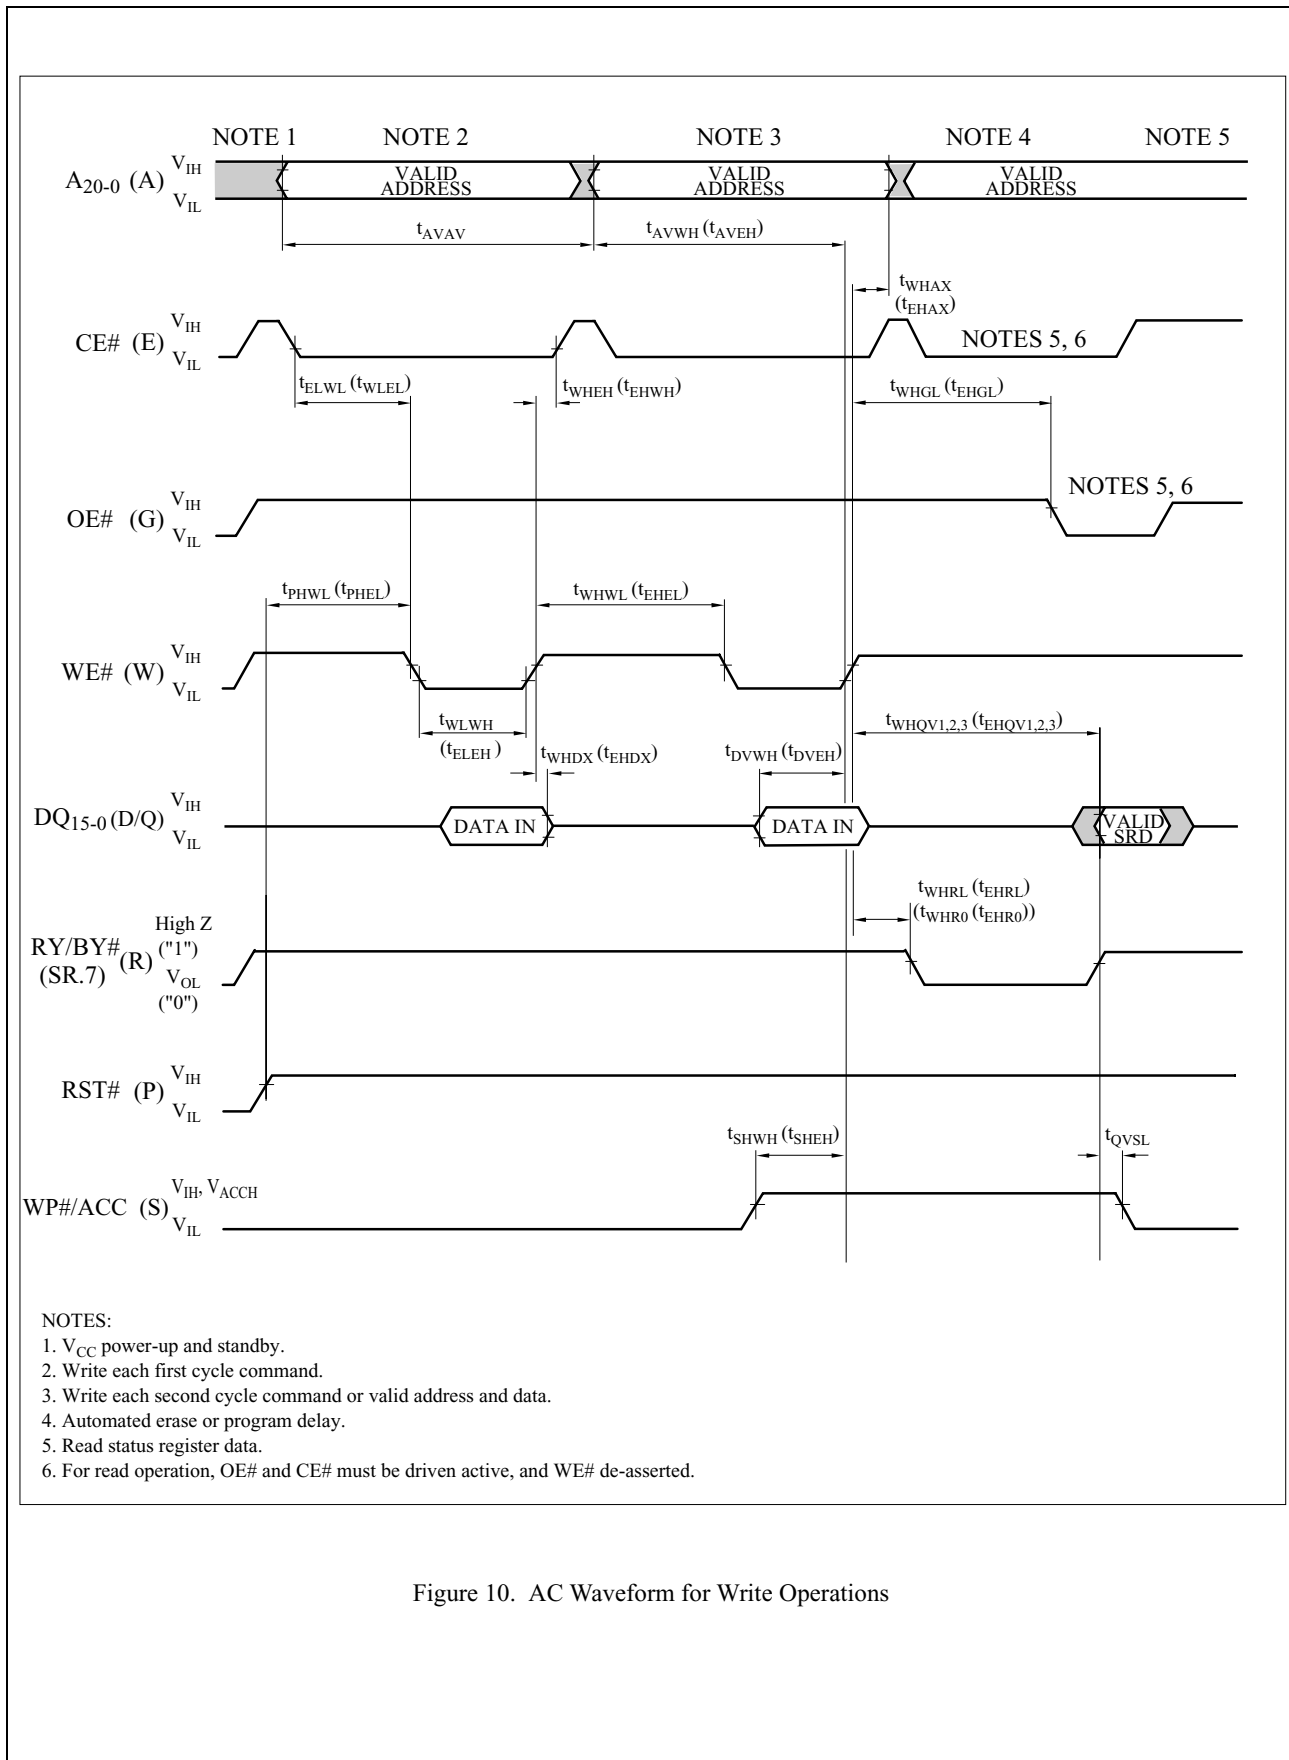 NOTE 1 NOTE 2 NOTE 3 NOTE 4 NOTE 5
A20-0 (A) VIH VIL
VALID ADDRESS
VALID ADDRESS
VALID ADDRESS
tAVAV
tAVWH (tAVEH)
tWHAX
(tEHAX)
CE# (E) VIH VIL
NOTES 5, 6
tELWL (tWLEL)
tWHEH (tEHWH)
tWHGL (tEHGL)
OE# (G) VIH VIL
NOTES 5, 6
tPHWL (tPHEL)
tWHWL (tEHEL)
WE# (W) VIH VIL
tWLWH
(tELEH )
tWHDX (tEHDX)
tDVWH (tDVEH)
tWHQV1,2,3 (tEHQV1,2,3)
DQ15-0 (D/Q) VIH VIL
DATA IN
DATA IN
VALID SRD
tWHRL (tEHRL)
(tWHR0 (tEHR0))
RY/BY# (R)
(SR.7)
High Z
("1")
VOL
("0")
RST# (P) VIH VIL
tSHWH (tSHEH)
tQVSL
WP#/ACC (S) VIH, VACCH VIL
NOTES:
1. VCC power-up and standby.
2. Write each first cycle command.
3. Write each second cycle command or valid address and data.
4. Automated erase or program delay.
5. Read status register data.
6. For read operation, OE# and CE# must be driven active, and WE# de-asserted.
Figure 10. AC Waveform for Write Operations